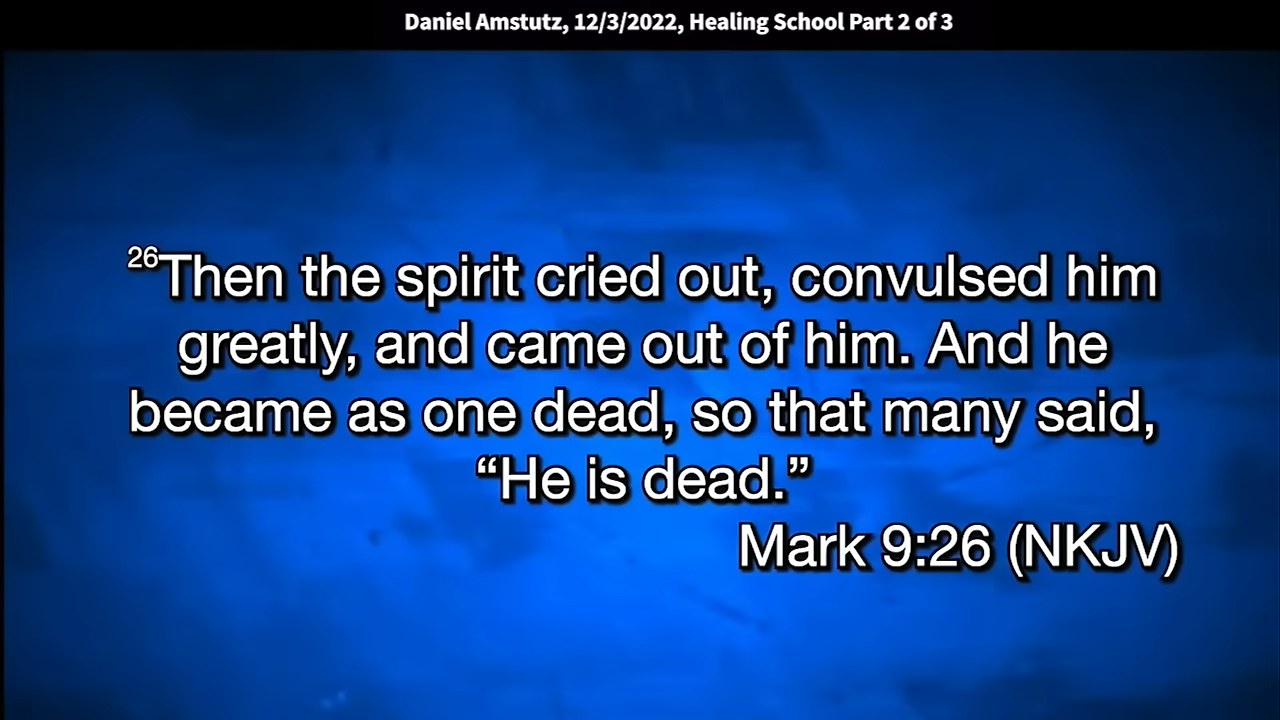 Daniel Amstutz, 12/3/2022, Healing School Part 2 of 3
26Then the spirit cried out, convulsed him
greatly, and came out of him. And he
became as one dead, so that many said,
“He is dead.”
Mark 9:26 (NKJV)